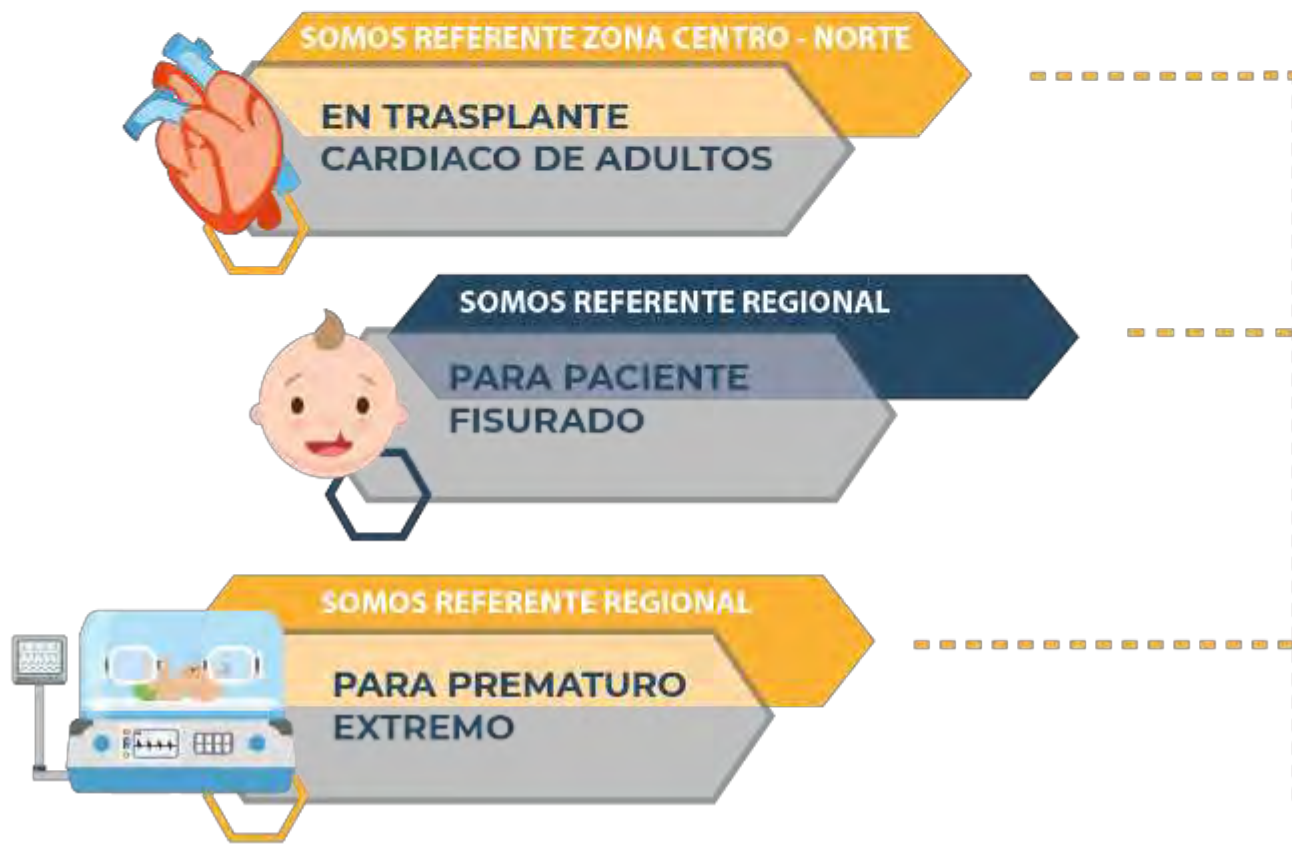 SOMOS REFERENTE ZONA CENTRO - NORTE
EN TRASPLANTE
CARDIACO DE ADULTOS
SOMOS REFERENTE REGIONAL
PARA PACIENTE
FISURADO
SOMOS REFERENTE REGIONAL
PARA PREMATURO
EXTREMO